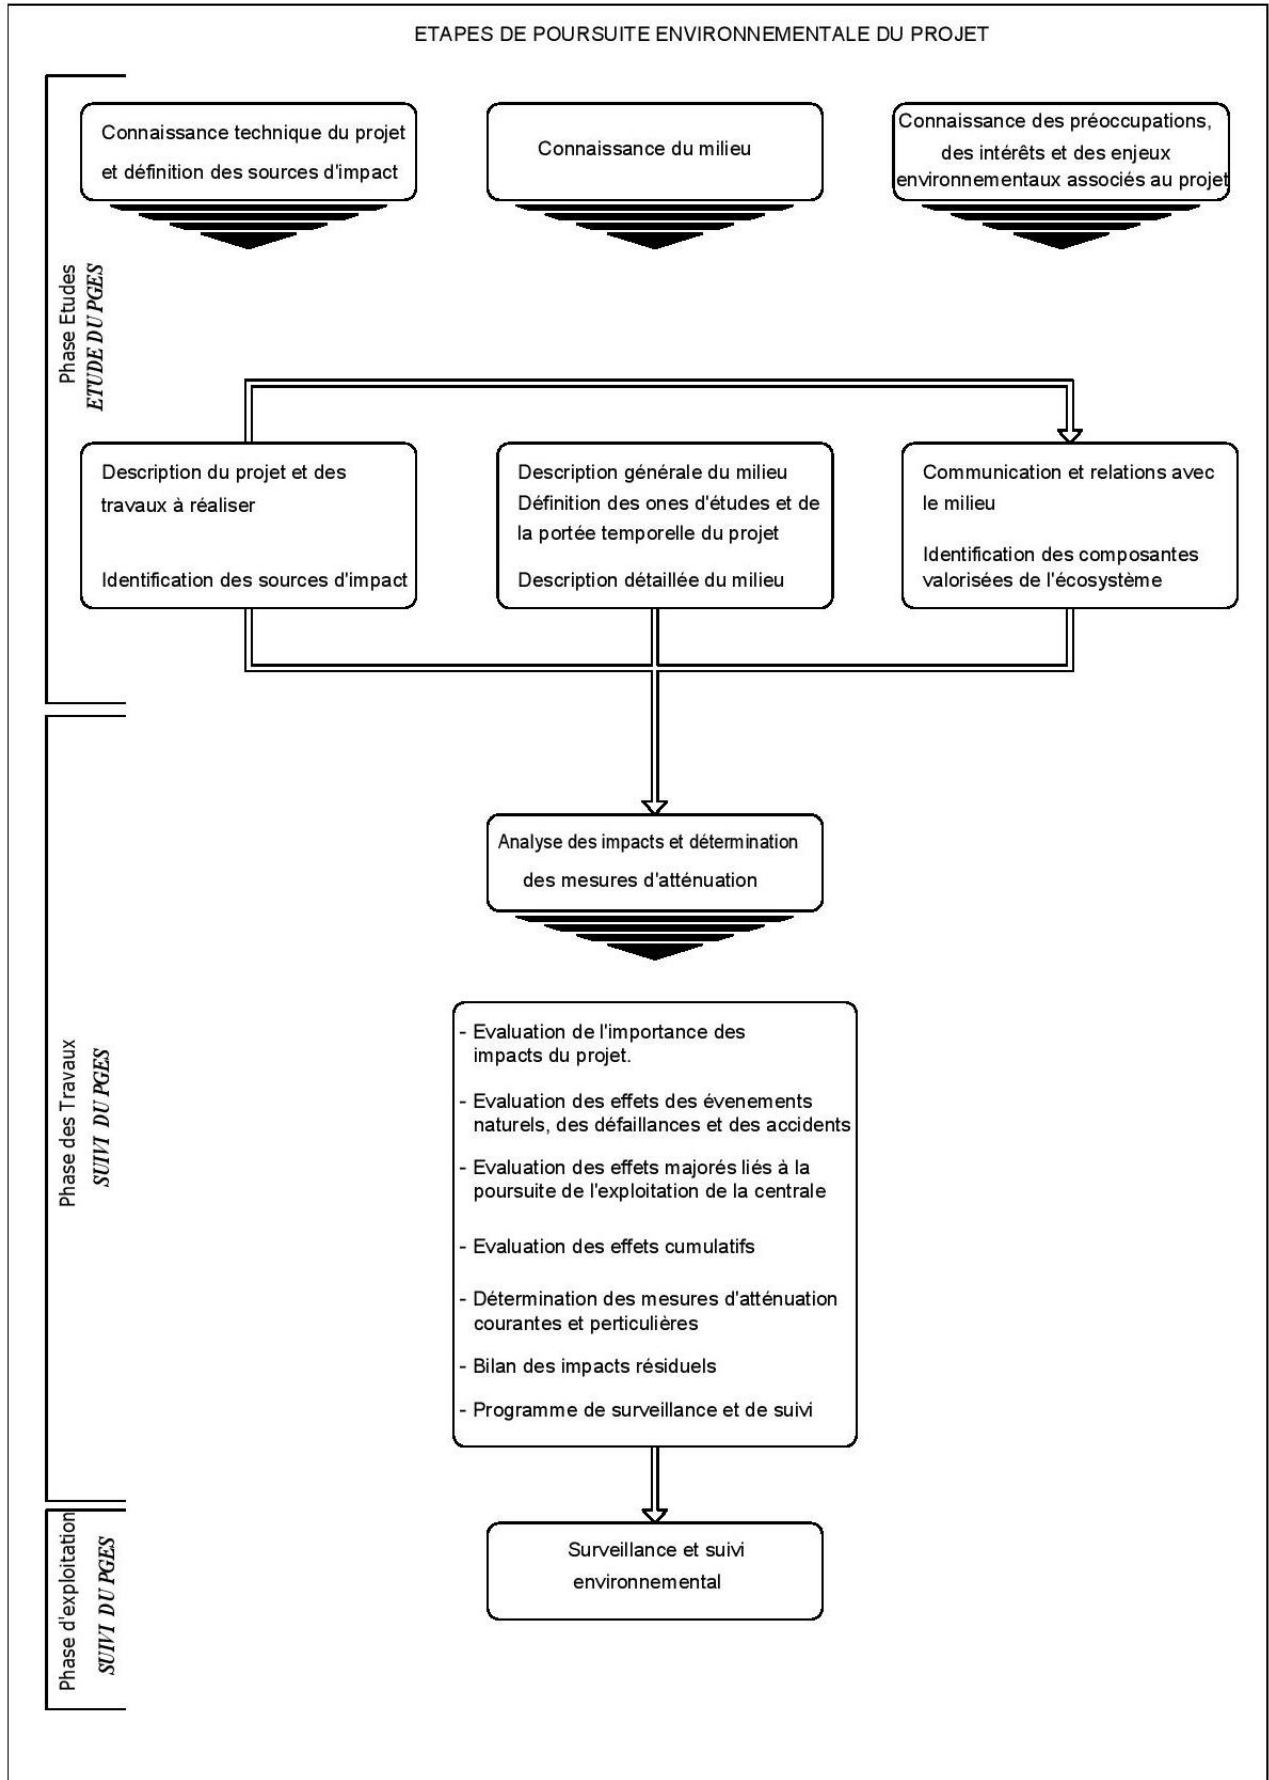 ETAPES DE POURSUITE ENVIRONNEMENTALE DU PROJET
Phase Etudes
ETUDE DU PGES
Connaissance technique du projet
et définition des sources d'impact
Connaissance du milieu
Connaissance des préoccupations,
des intérêts et des enjeux
environnementaux associés au projet
Description du projet et des
travaux à réaliser
Identification des sources d'impact
Description générale du milieu
Définition des ones d'études et de
la portée temporelle du projet
Description détaillée du milieu
Communication et relations avec
le milieu
Identification des composantes
valorisées de l'écosystème
Phase des Travaux
SUIVI DU PGES
Analyse des impacts et détermination
des mesures d'atténuation
- Evaluation de l'importance des
impacts du projet.
- Evaluation des effets des évenements
naturels, des défaillances et des accidents
- Evaluation des effets majorés liés à la
poursuite de l'exploitation de la centrale
- Evaluation des effets cumulatifs
- Détermination des mesures d'atténuation
courantes et perticulières
- Bilan des impacts résiduels
- Programme de surveillance et de suivi
Phase d'exploitation
SUIVI DU PGES
Surveillance et suivi
environnemental